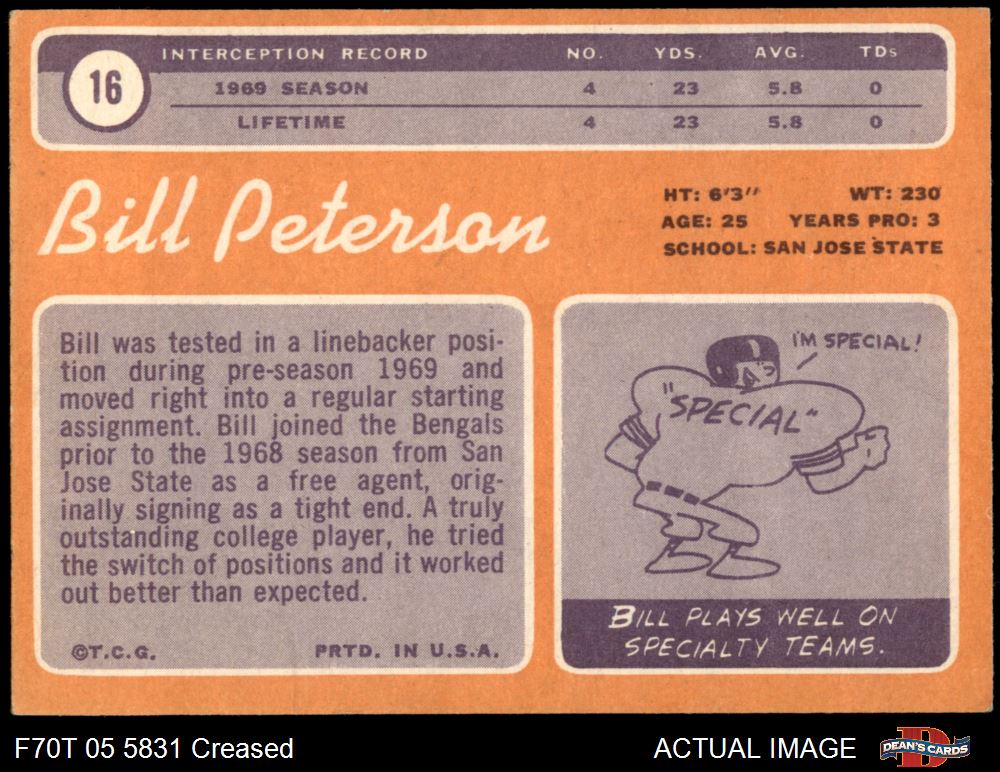 16
INTERCEPTION RECORD NO. YDS. AVG. TDs
1969 SEASON 4 23 5.8 0
LIFETIME 4 23 5.8 0
Bill Peterson
HT: 6'3" WT: 230
AGE: 25 YEARS PRO: 3
SCHOOL: SAN JOSE STATE
Bill was tested in a linebacker posi-
tion during pre-season 1969 and
moved right into a regular starting
assignment. Bill joined the Bengals
prior to the 1968 season from San
Jose State as a free agent, orig-
inally signing as a tight end. A truly
outstanding college player, he tried
the switch of positions and it worked
out better than expected.
©T.C.G. PRTD. IN U.S.A.
I'M SPECIAL!
"SPECIAL"
BILL PLAYS WELL ON
SPECIALTY TEAMS.
F70T 05 5831 Creased
ACTUAL IMAGE
D
DEAN'S CARDS